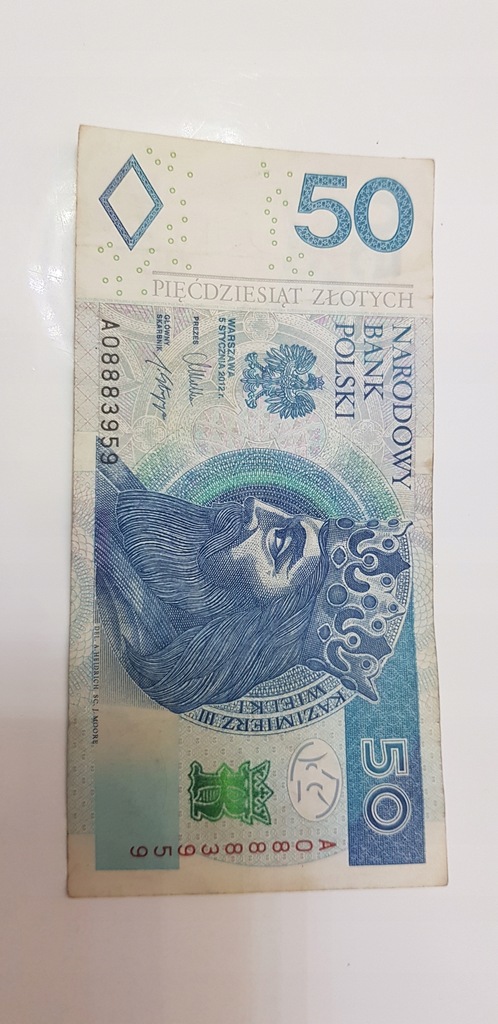 50
PIĘĆDZIESIĄT ZŁOTYCH
NARODOWY
BANK
POLSKI
WARSZAWA
5 STYCZNIA 2012 r.
PREZES
GŁÓWNY
SKARBNIK
A08883959
KAZIMIERZ III
WIELKI
50
A08883959